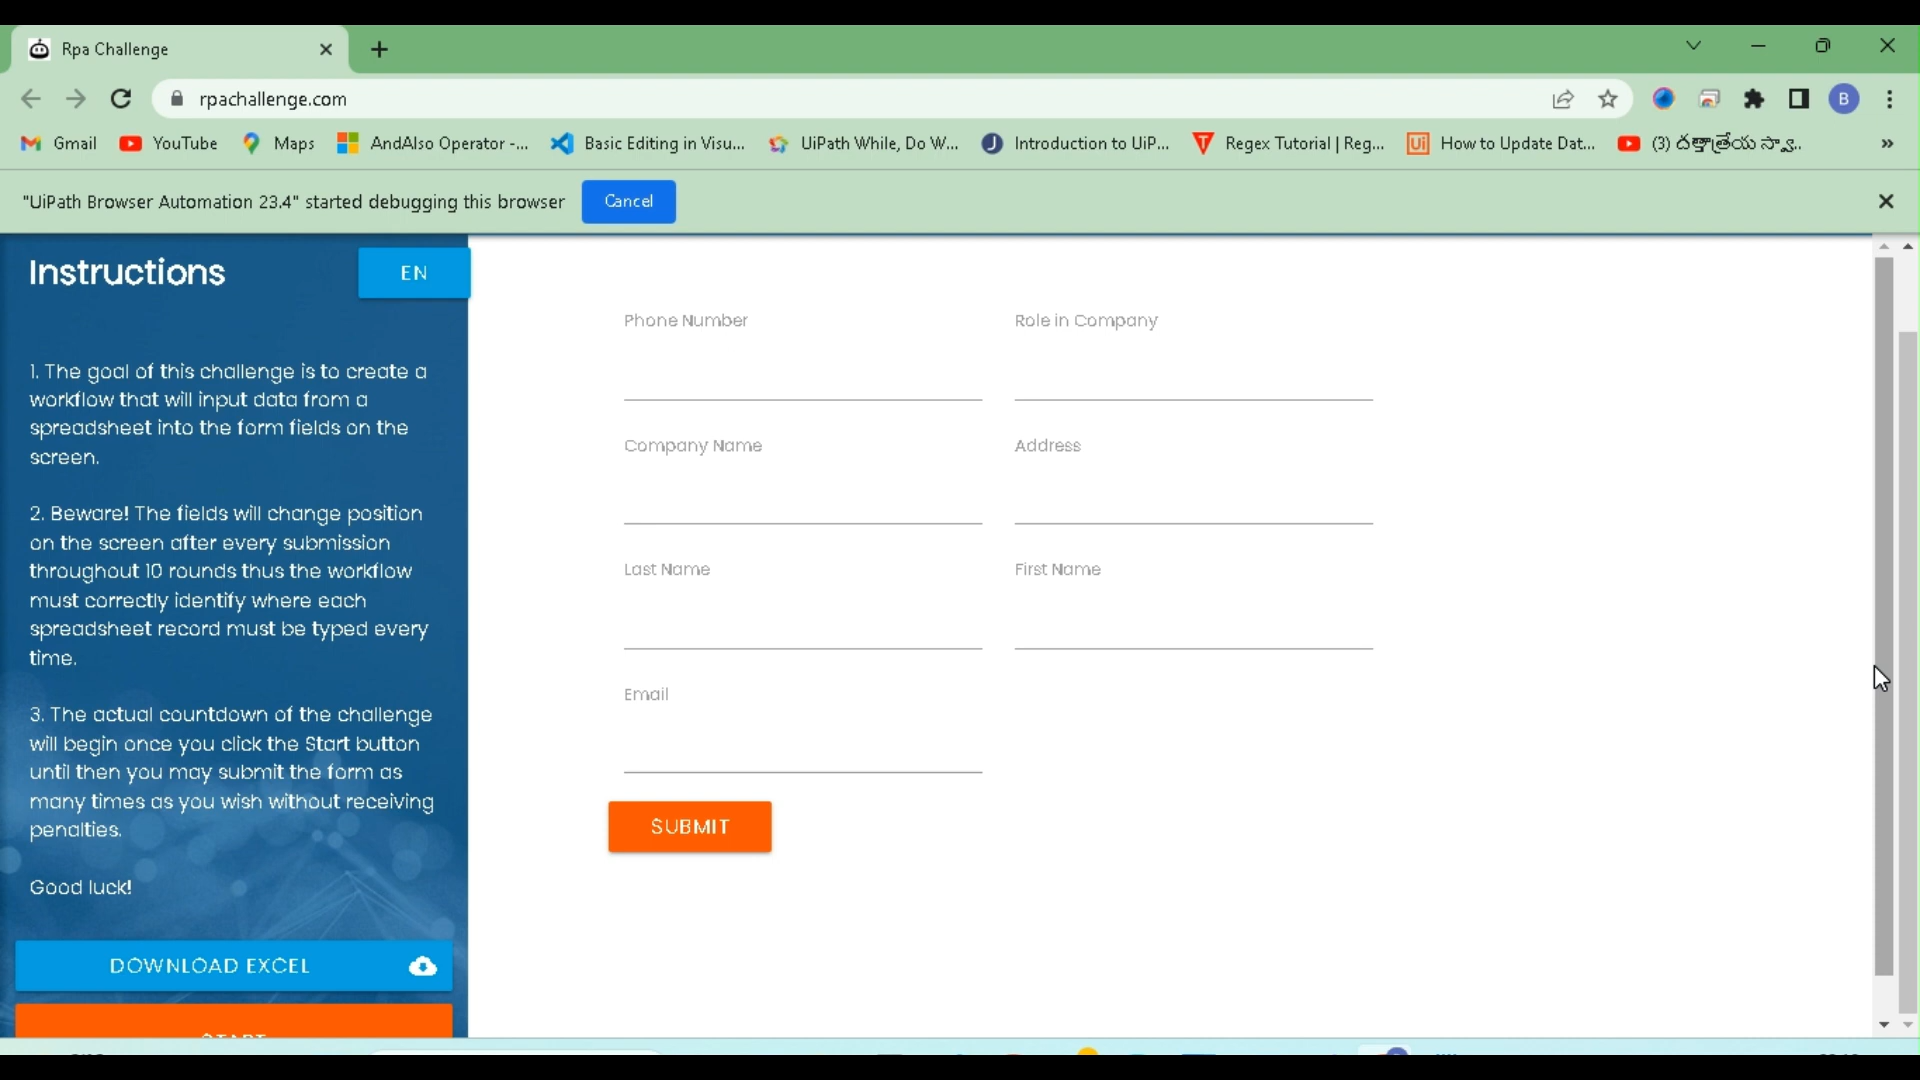 Rpa Challenge
rpachallenge.com
B
Gmail YouTube Maps AndAlso Operator -... Basic Editing in Visu... UiPath While, Do W... Introduction to UiP... Regex Tutorial | Reg... How to Update Dat... (3) దత్తాత్రేయ స్వా... »
"UiPath Browser Automation 23.4" started debugging this browser Cancel
Instructions EN
1. The goal of this challenge is to create a
workflow that will input data from a
spreadsheet into the form fields on the
screen.
2. Beware! The fields will change position
on the screen after every submission
throughout 10 rounds thus the workflow
must correctly identify where each
spreadsheet record must be typed every
time.
3. The actual countdown of the challenge
will begin once you click the Start button
until then you may submit the form as
many times as you wish without receiving
penalties.
Good luck!
DOWNLOAD EXCEL
START
Phone Number Role in Company
Company Name Address
Last Name First Name
Email
SUBMIT